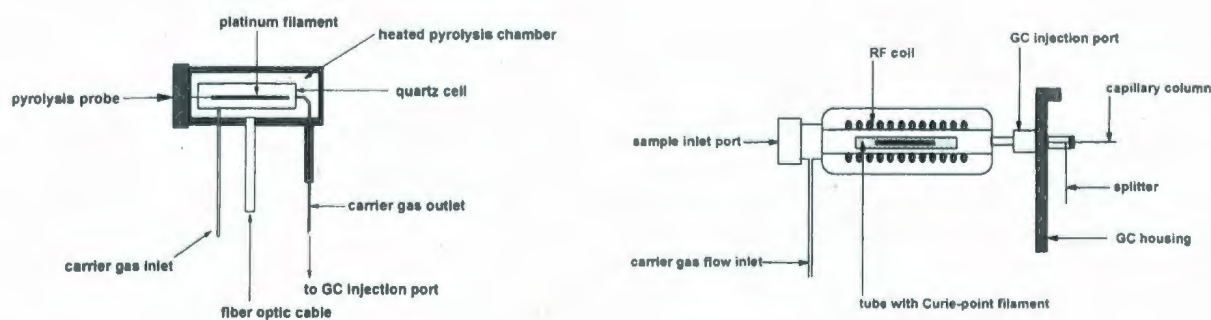 platinum filament
heated pyrolysis chamber
pyrolysis probe
quartz cell
carrier gas outlet
carrier gas inlet
to GC injection port
fiber optic cable
RF coil
GC injection port
capillary column
sample inlet port
splitter
GC housing
carrier gas flow inlet
tube with Curie-point filament